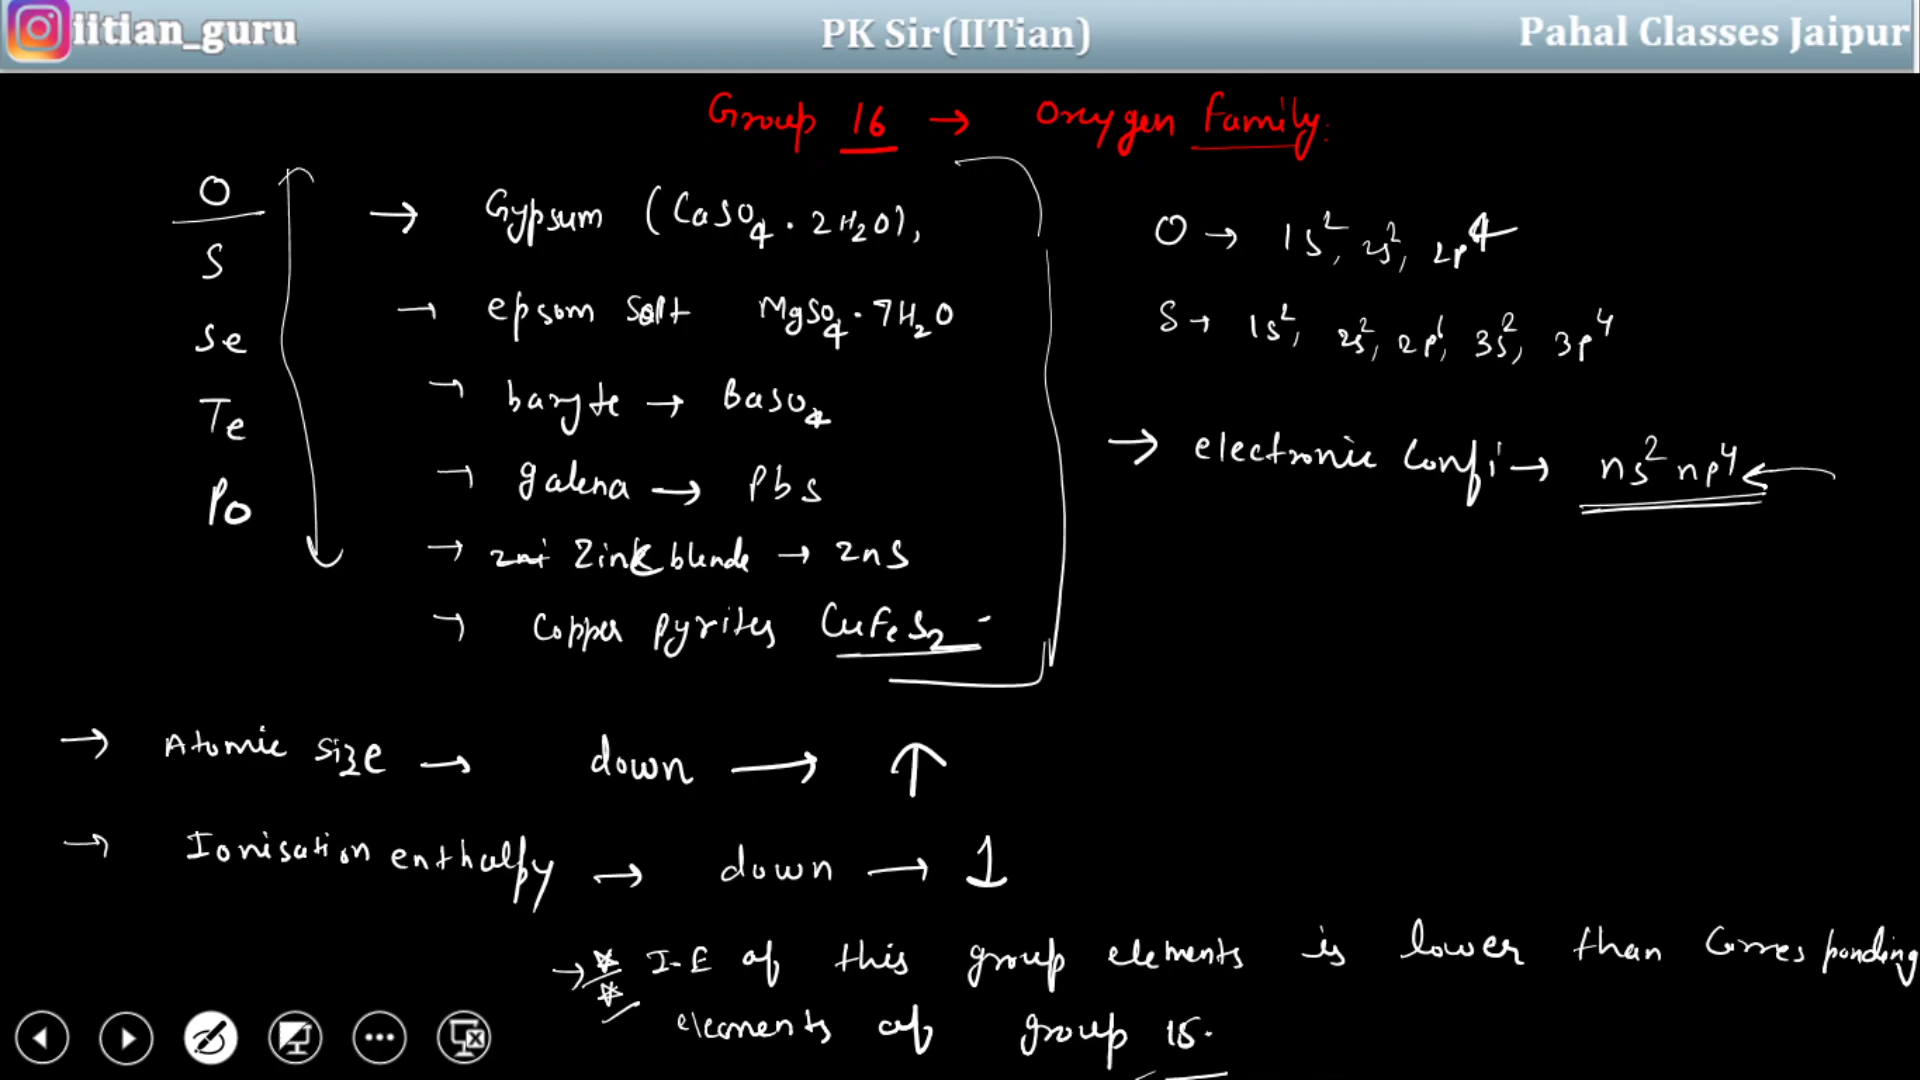 iitian_guru PK Sir(IITian) Pahal Classes Jaipur
Group 16 → Oxygen Family.
O
S
Se
Te
Po
→ Gypsum (CaSO4 . 2H2O),
→ epsom Salt MgSO4 . 7H2O
→ baryte → BaSO4
→ galena → PbS
→ Zink blende → ZnS
→ Copper pyrites CuFeS2
O → 1s², 2s², 2p⁴
S → 1s², 2s², 2p⁶, 3s², 3p⁴
→ electronic Confi → ns² np⁴ ←
→ Atomic size → down → ↑
→ Ionisation enthalpy → down → ↓
→ I.E of this group elements is lower than Corresponding
elements of group 15.